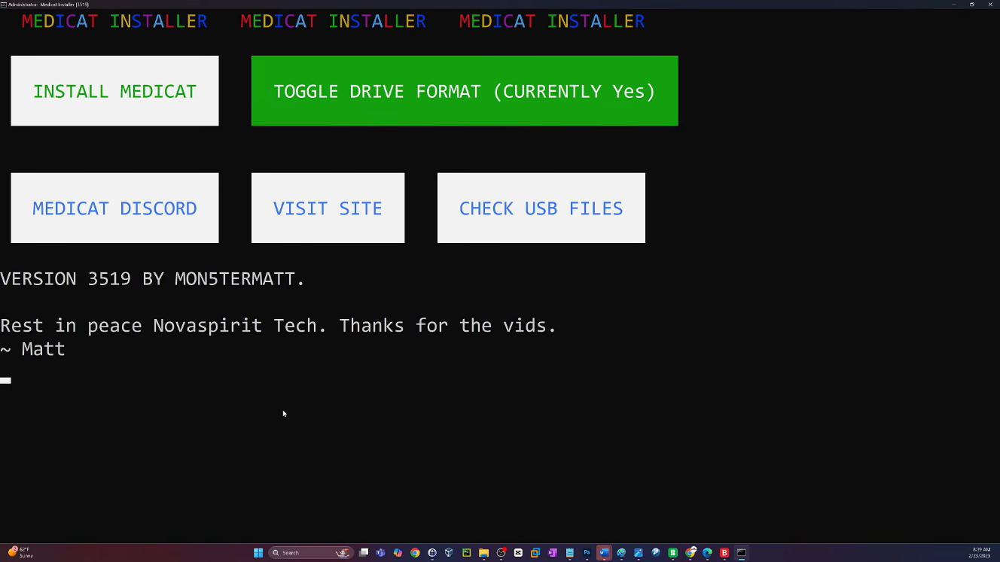 Administrator: Medicat Installer [3519]
MEDICAT INSTALLER MEDICAT INSTALLER MEDICAT INSTALLER
INSTALL MEDICAT TOGGLE DRIVE FORMAT (CURRENTLY Yes)
MEDICAT DISCORD VISIT SITE CHECK USB FILES
VERSION 3519 BY MON5TERMATT.
Rest in peace Novaspirit Tech. Thanks for the vids.
~ Matt
62°F
Sunny
Search
8:39 AM
2/23/2025